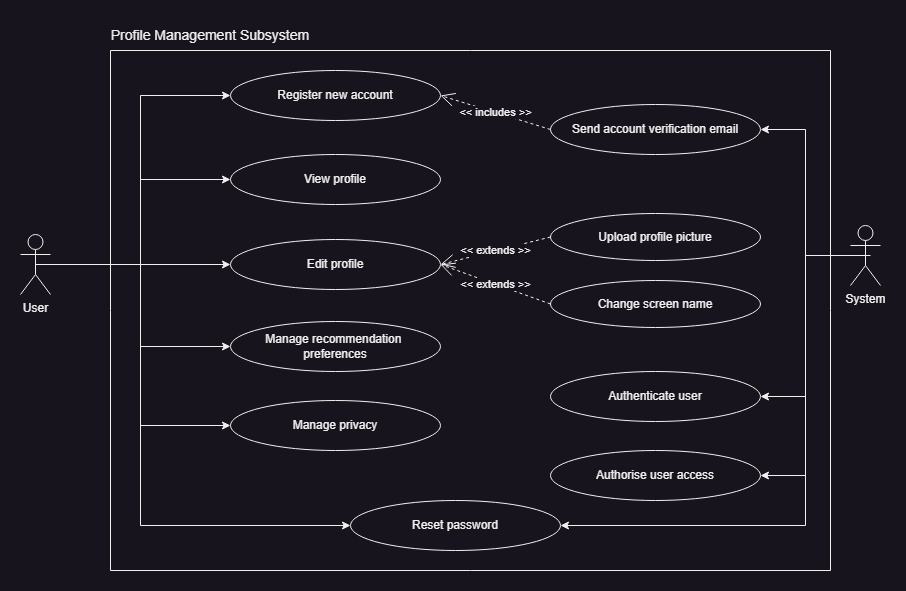 Profile Management Subsystem
Register new account
<< includes >>
Send account verification email
View profile
User
Edit profile
<< extends >>
Upload profile picture
<< extends >>
Change screen name
System
Manage recommendation
preferences
Authenticate user
Manage privacy
Authorise user access
Reset password